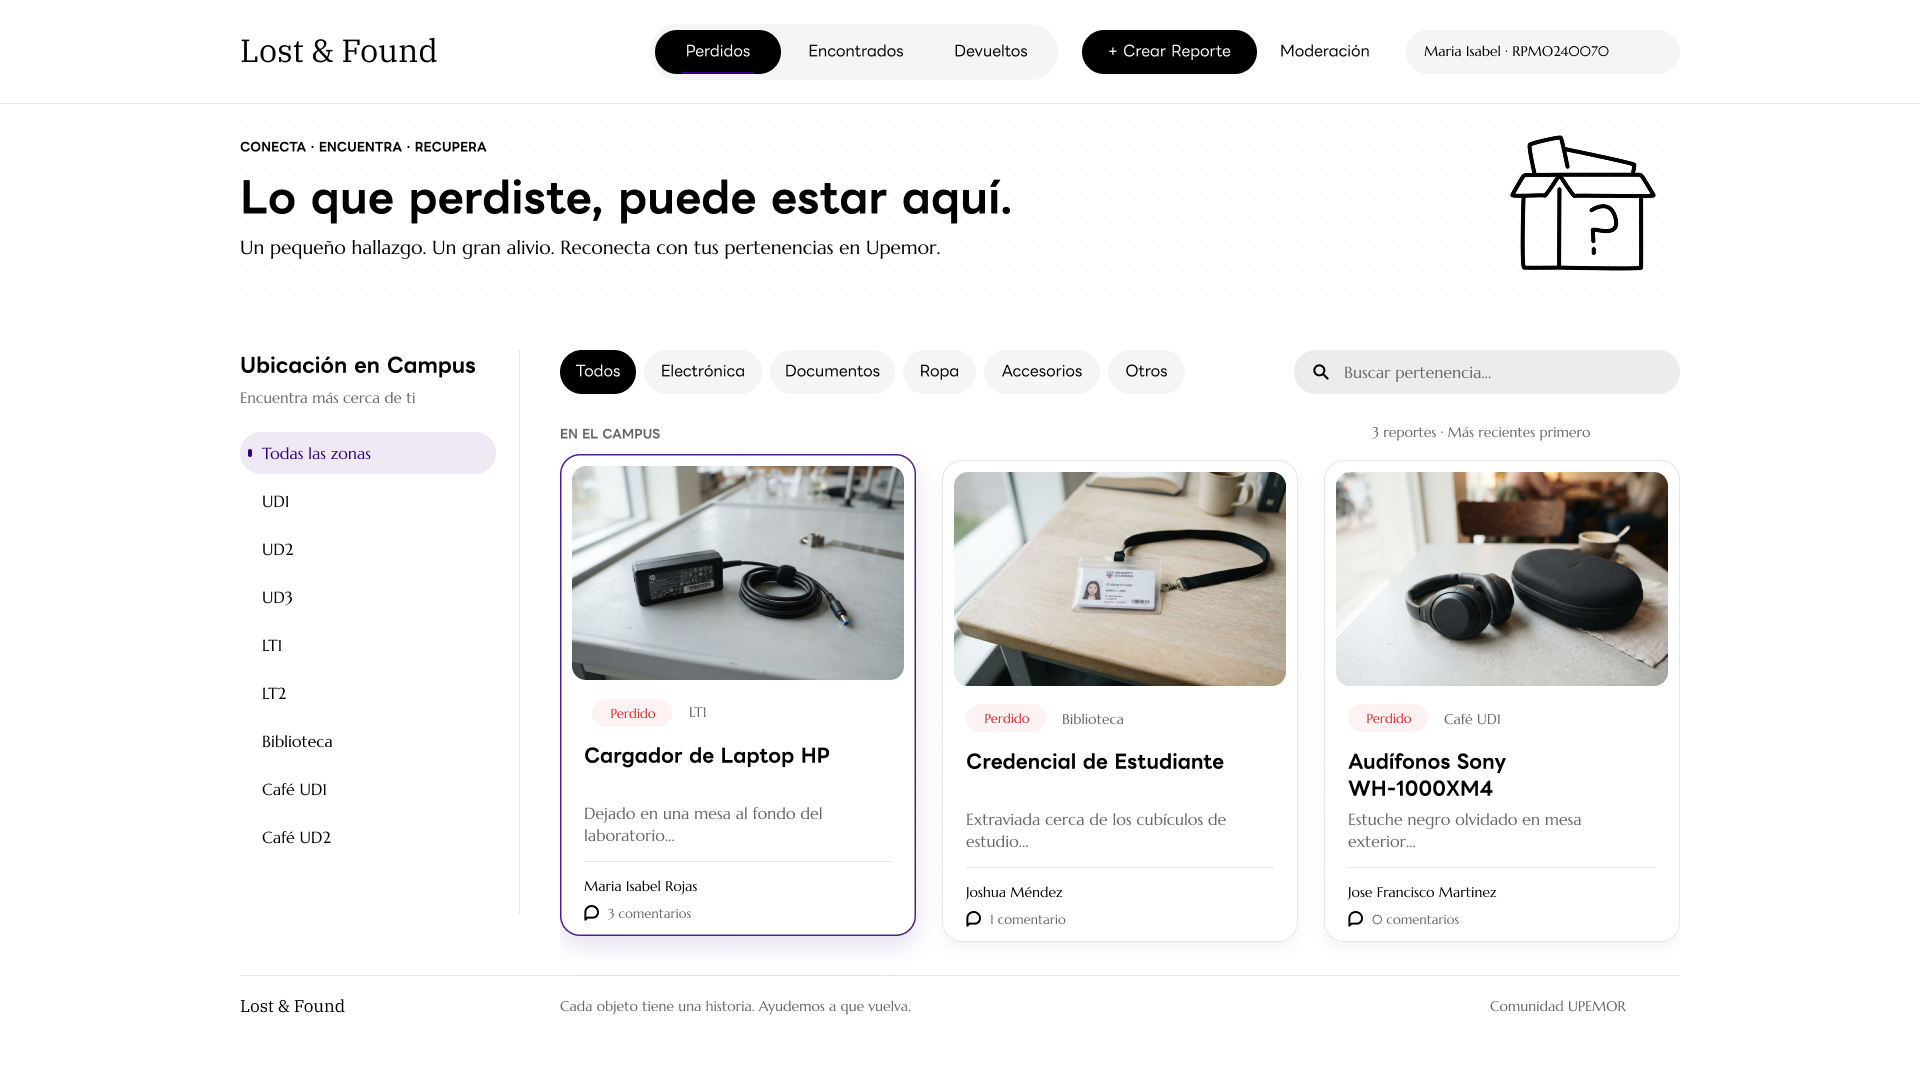 Lost & Found
Perdidos
Encontrados
Devueltos
+ Crear Reporte
Moderación
Maria Isabel · RPMO240070
CONECTA · ENCUENTRA · RECUPERA
Lo que perdiste, puede estar aquí.
Un pequeño hallazgo. Un gran alivio. Reconecta con tus pertenencias en Upemor.
?
Ubicación en Campus
Encuentra más cerca de ti
Todas las zonas
UD1
UD2
UD3
LT1
LT2
Biblioteca
Café UD1
Café UD2
Todos
Electrónica
Documentos
Ropa
Accesorios
Otros
Buscar pertenencia...
EN EL CAMPUS
3 reportes · Más recientes primero
Perdido
LT1
Cargador de Laptop HP
Dejado en una mesa al fondo del
laboratorio...
Maria Isabel Rojas
3 comentarios
Perdido
Biblioteca
Credencial de Estudiante
Extraviada cerca de los cubículos de
estudio...
Joshua Méndez
1 comentario
Perdido
Café UD1
Audífonos Sony
WH-1000XM4
Estuche negro olvidado en mesa
exterior...
Jose Francisco Martinez
0 comentarios
Lost & Found
Cada objeto tiene una historia. Ayudemos a que vuelva.
Comunidad UPEMOR